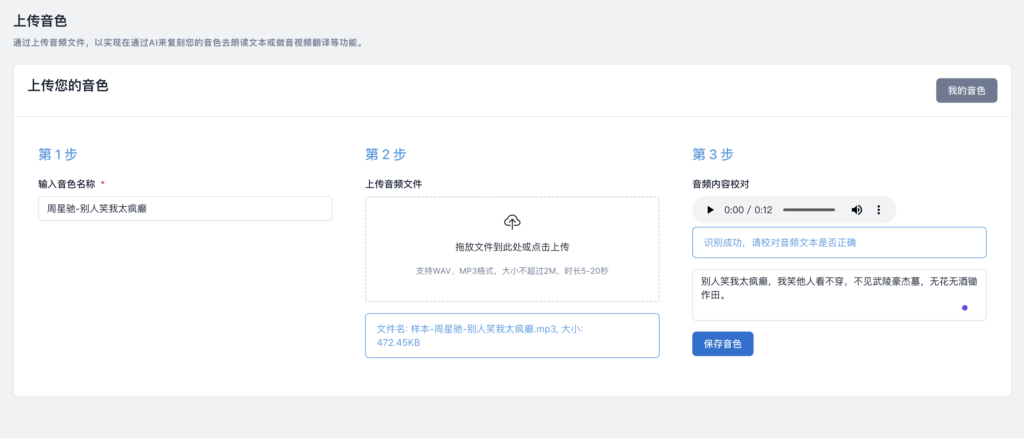 上传音色
通过上传音频文件，以实现在通过AI来复刻您的音色去朗读文本或做音视频翻译等功能。
上传您的音色
我的音色
第 1 步
输入音色名称 *
周星驰-别人笑我太疯癫
第 2 步
上传音频文件
拖放文件到此处或点击上传
支持WAV、MP3格式，大小不超过2M，时长5-20秒
文件名: 样本-周星驰-别人笑我太疯癫.mp3, 大小:
472.45KB
第 3 步
音频内容校对
0:00 / 0:12
识别成功，请校对音频文本是否正确
别人笑我太疯癫，我笑他人看不穿，不见武陵豪杰墓，无花无酒锄
作田。
保存音色